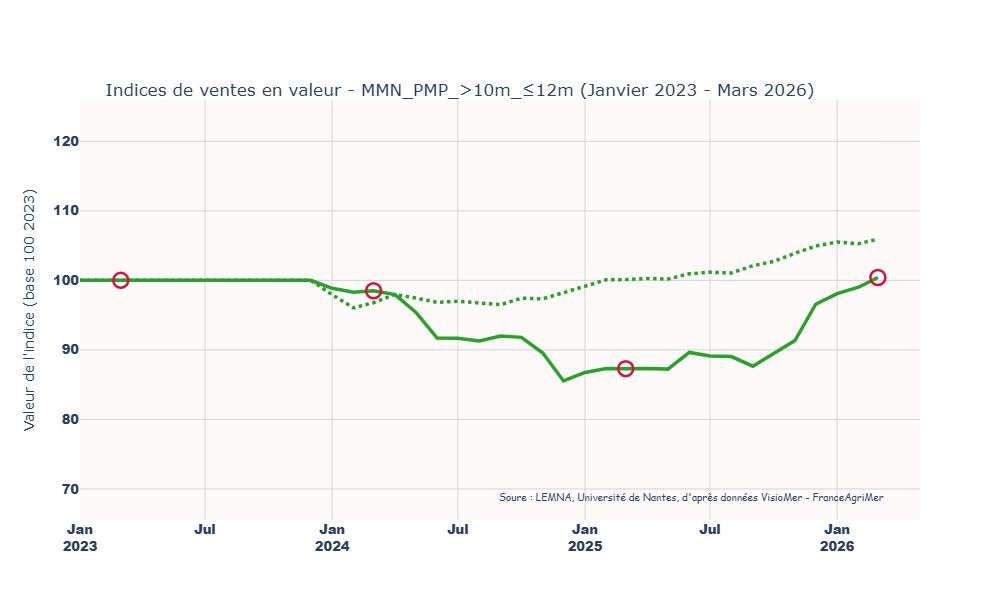 Indices de ventes en valeur - MMN_PMP_>10m_≤12m (Janvier 2023 - Mars 2026)
Valeur de l'indice (base 100 2023)
120
110
100
90
80
70
Soure : LEMNA, Université de Nantes, d'après données VisioMer - FranceAgriMer
Jan Jul Jan Jul Jan Jul Jan
2023 2024 2025 2026